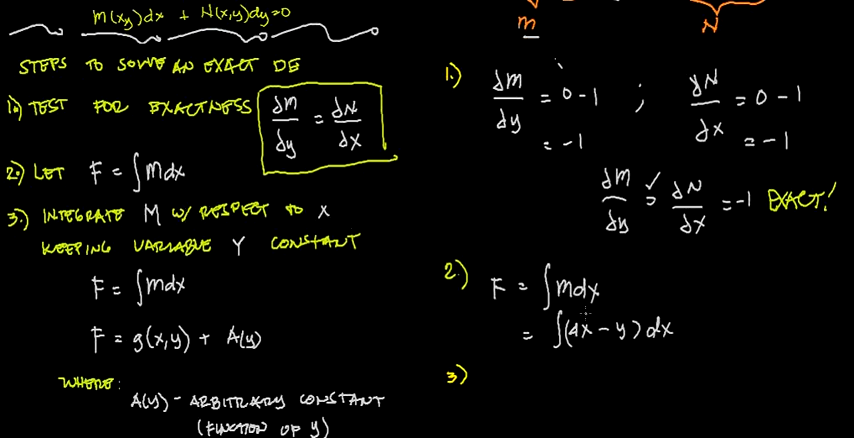 M(x,y)dx + N(x,y)dy=0
STEPS TO SOLVE AN EXACT DE
1.) TEST FOR EXACTNESS ∂M/∂y = ∂N/∂x
2.) LET F = ∫Mdx
3.) INTEGRATE M W/ RESPECT TO X
KEEPING VARIABLE Y CONSTANT
F = ∫Mdx
F = g(x,y) + A(y)
WHERE:
A(y) - ARBITRARY CONSTANT
(FUNCTION OF y)
M N
1.) ∂M/∂y = 0 - 1 ; ∂N/∂x = 0 - 1
= -1 = -1
∂M/∂y = ∂N/∂x = -1 EXACT!
2.) F = ∫Mdx
= ∫(4x - y) dx
3.)